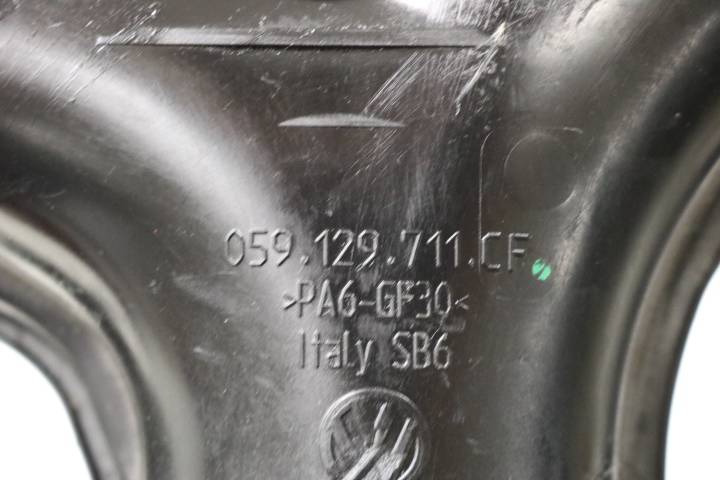 059.129.711.CF
>PA6-GF30<
Italy SB6